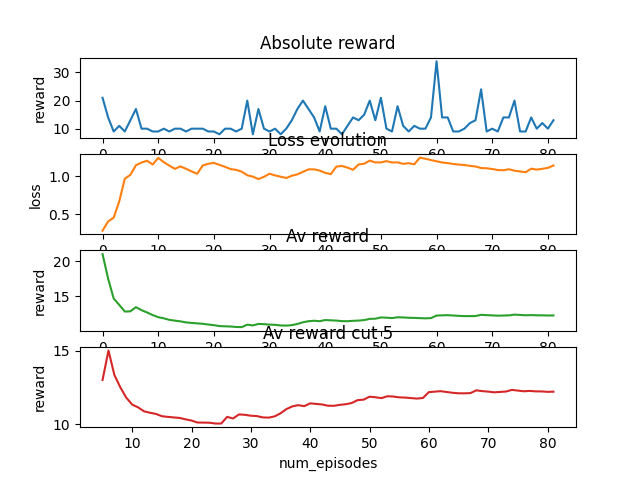 Absolute reward
30
20
10
reward
0 10 20 30 40 50 60 70 80
Loss evolution
1.0
0.5
loss
0 10 20 30 40 50 60 70 80
Av reward
20
15
reward
0 10 20 30 40 50 60 70 80
Av reward cut 5
15
10
reward
10 20 30 40 50 60 70 80
num_episodes